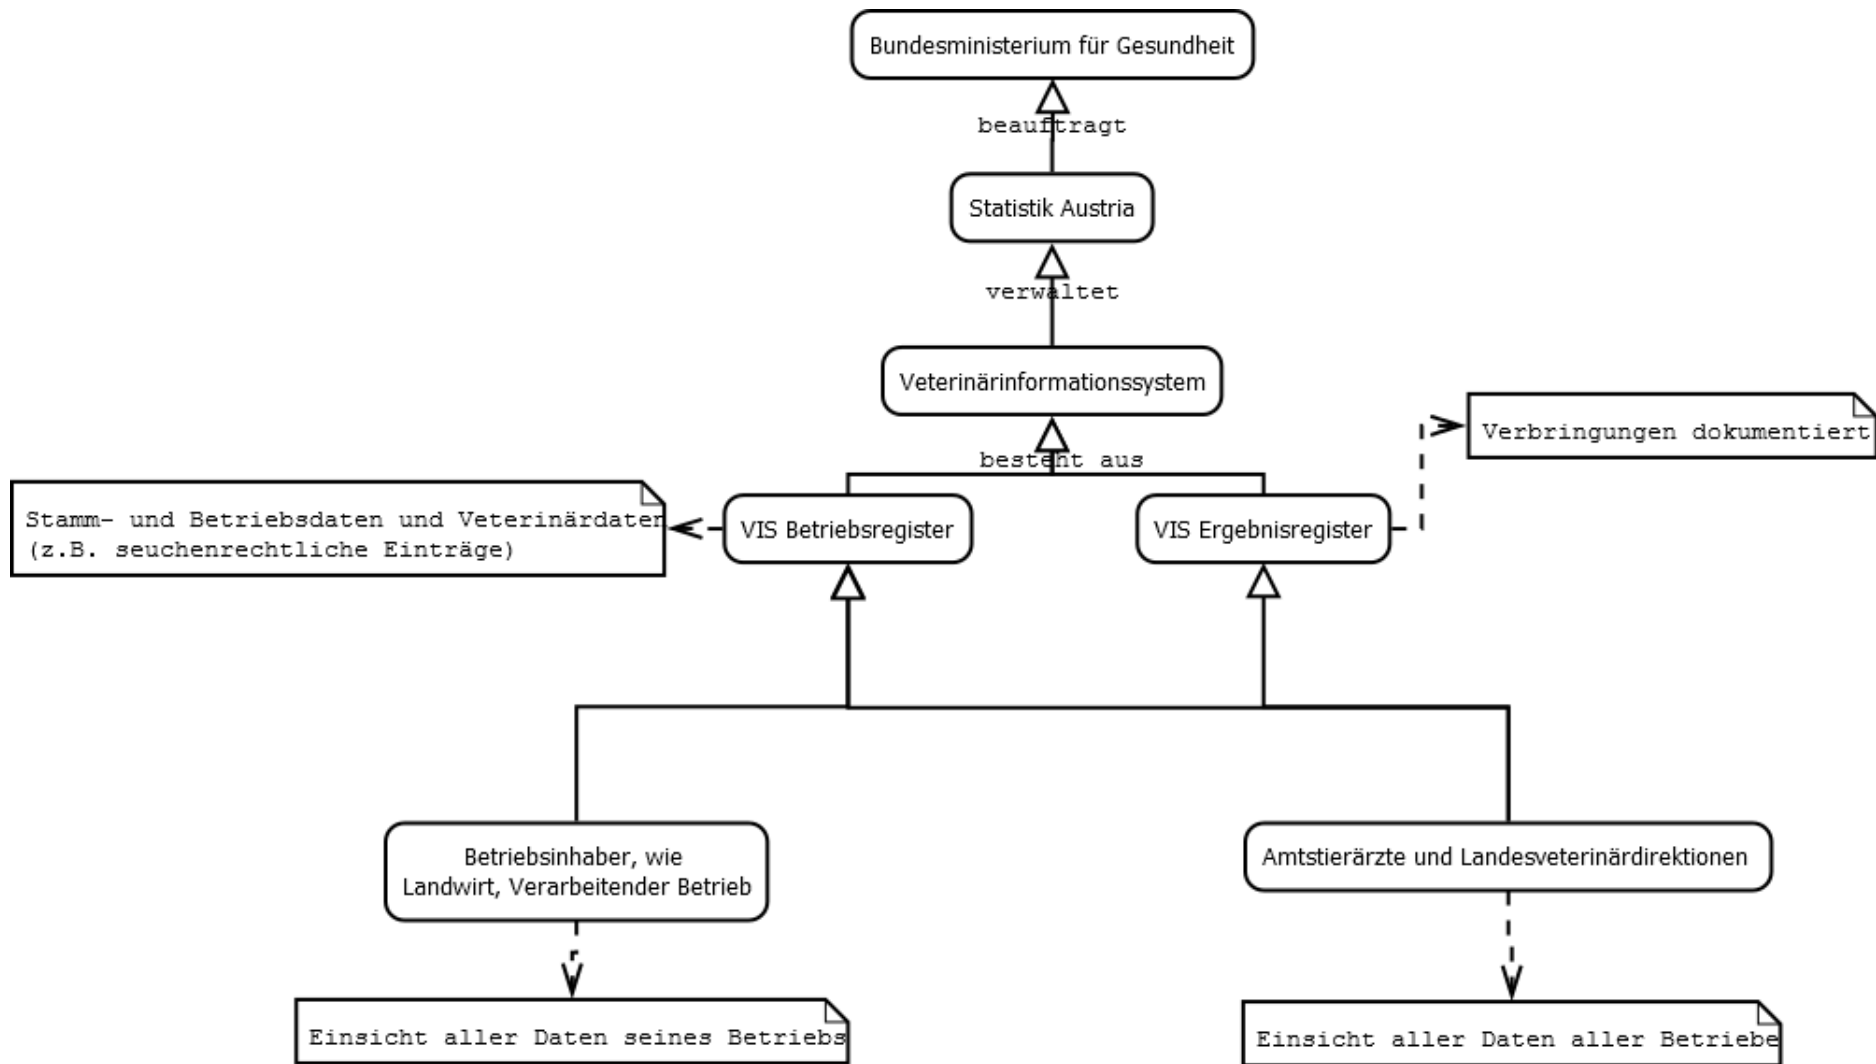 Bundesministerium für Gesundheit
beauftragt
Statistik Austria
verwaltet
Veterinärinformationssystem
Verbringungen dokumentiert
besteht aus
Stamm- und Betriebsdaten und Veterinärdaten
(z.B. seuchenrechtliche Einträge)
VIS Betriebsregister
VIS Ergebnisregister
Betriebsinhaber, wie
Landwirt, Verarbeitender Betrieb
Amtstierärzte und Landesveterinärdirektionen
Einsicht aller Daten seines Betriebs
Einsicht aller Daten aller Betriebe